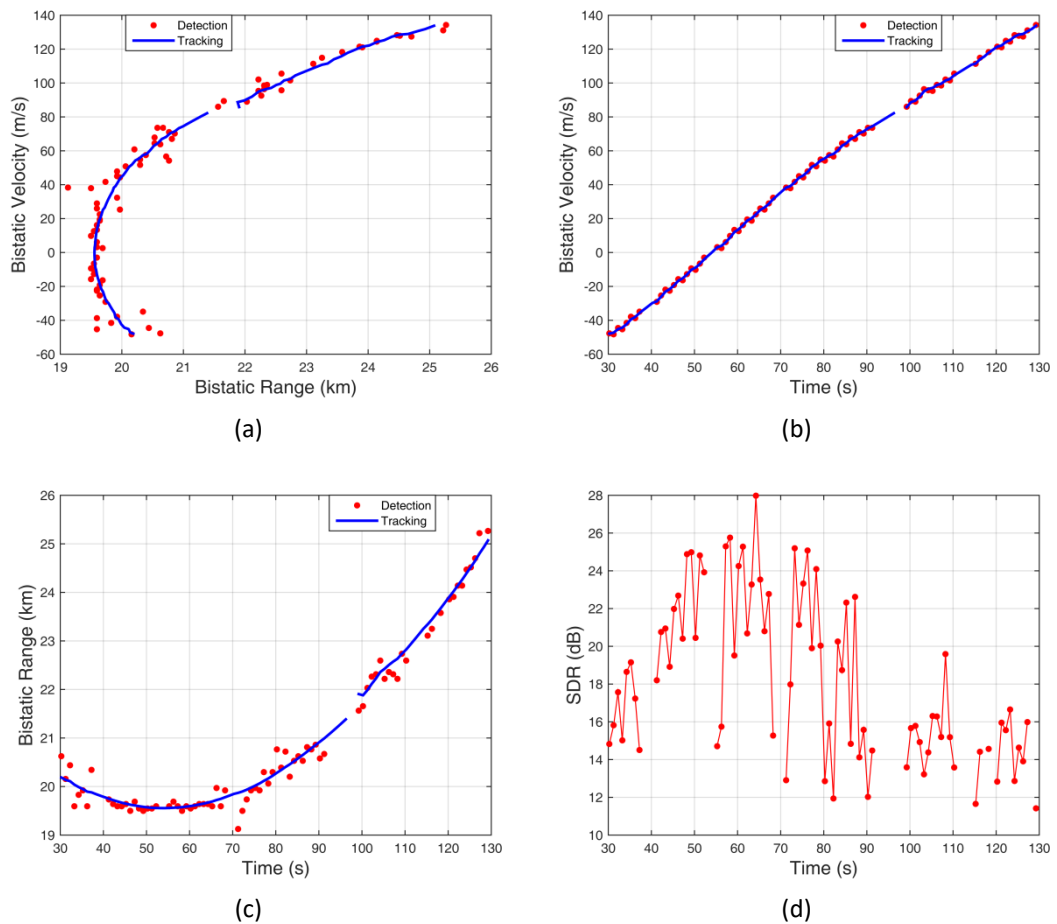 140
120
100
80
60
40
20
0
-20
-40
-60
Bistatic Velocity (m/s)
Detection
Tracking
19 20 21 22 23 24 25 26
Bistatic Range (km)
(a)
140
120
100
80
60
40
20
0
-20
-40
-60
Bistatic Velocity (m/s)
Detection
Tracking
30 40 50 60 70 80 90 100 110 120 130
Time (s)
(b)
26
25
24
23
22
21
20
19
Bistatic Range (km)
Detection
Tracking
30 40 50 60 70 80 90 100 110 120 130
Time (s)
(c)
28
26
24
22
20
18
16
14
12
10
SDR (dB)
30 40 50 60 70 80 90 100 110 120 130
Time (s)
(d)